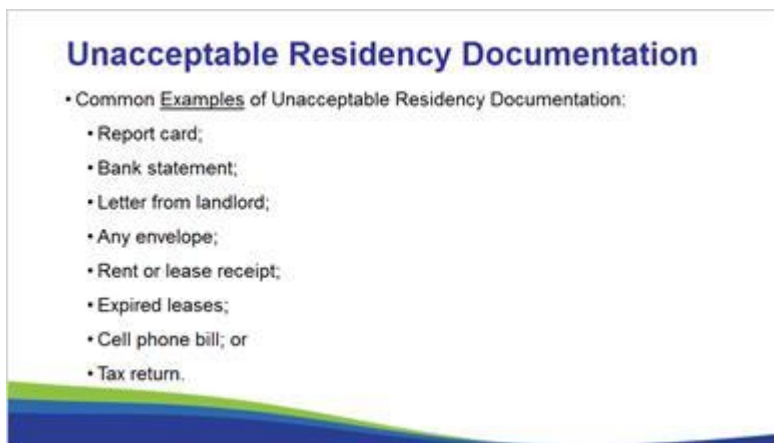 Unacceptable Residency Documentation
• Common Examples of Unacceptable Residency Documentation:
• Report card;
• Bank statement;
• Letter from landlord;
• Any envelope;
• Rent or lease receipt;
• Expired leases;
• Cell phone bill; or
• Tax return.